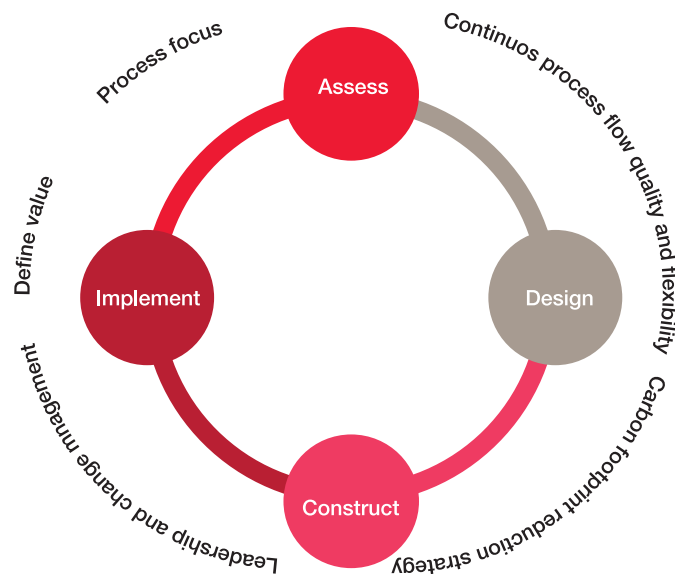 Process focus
Assess
Continuos process flow quality and flexibility
Define value
Implement
Design
Leadership and change mnagement
Construct
Carbon footprint reduction strategy